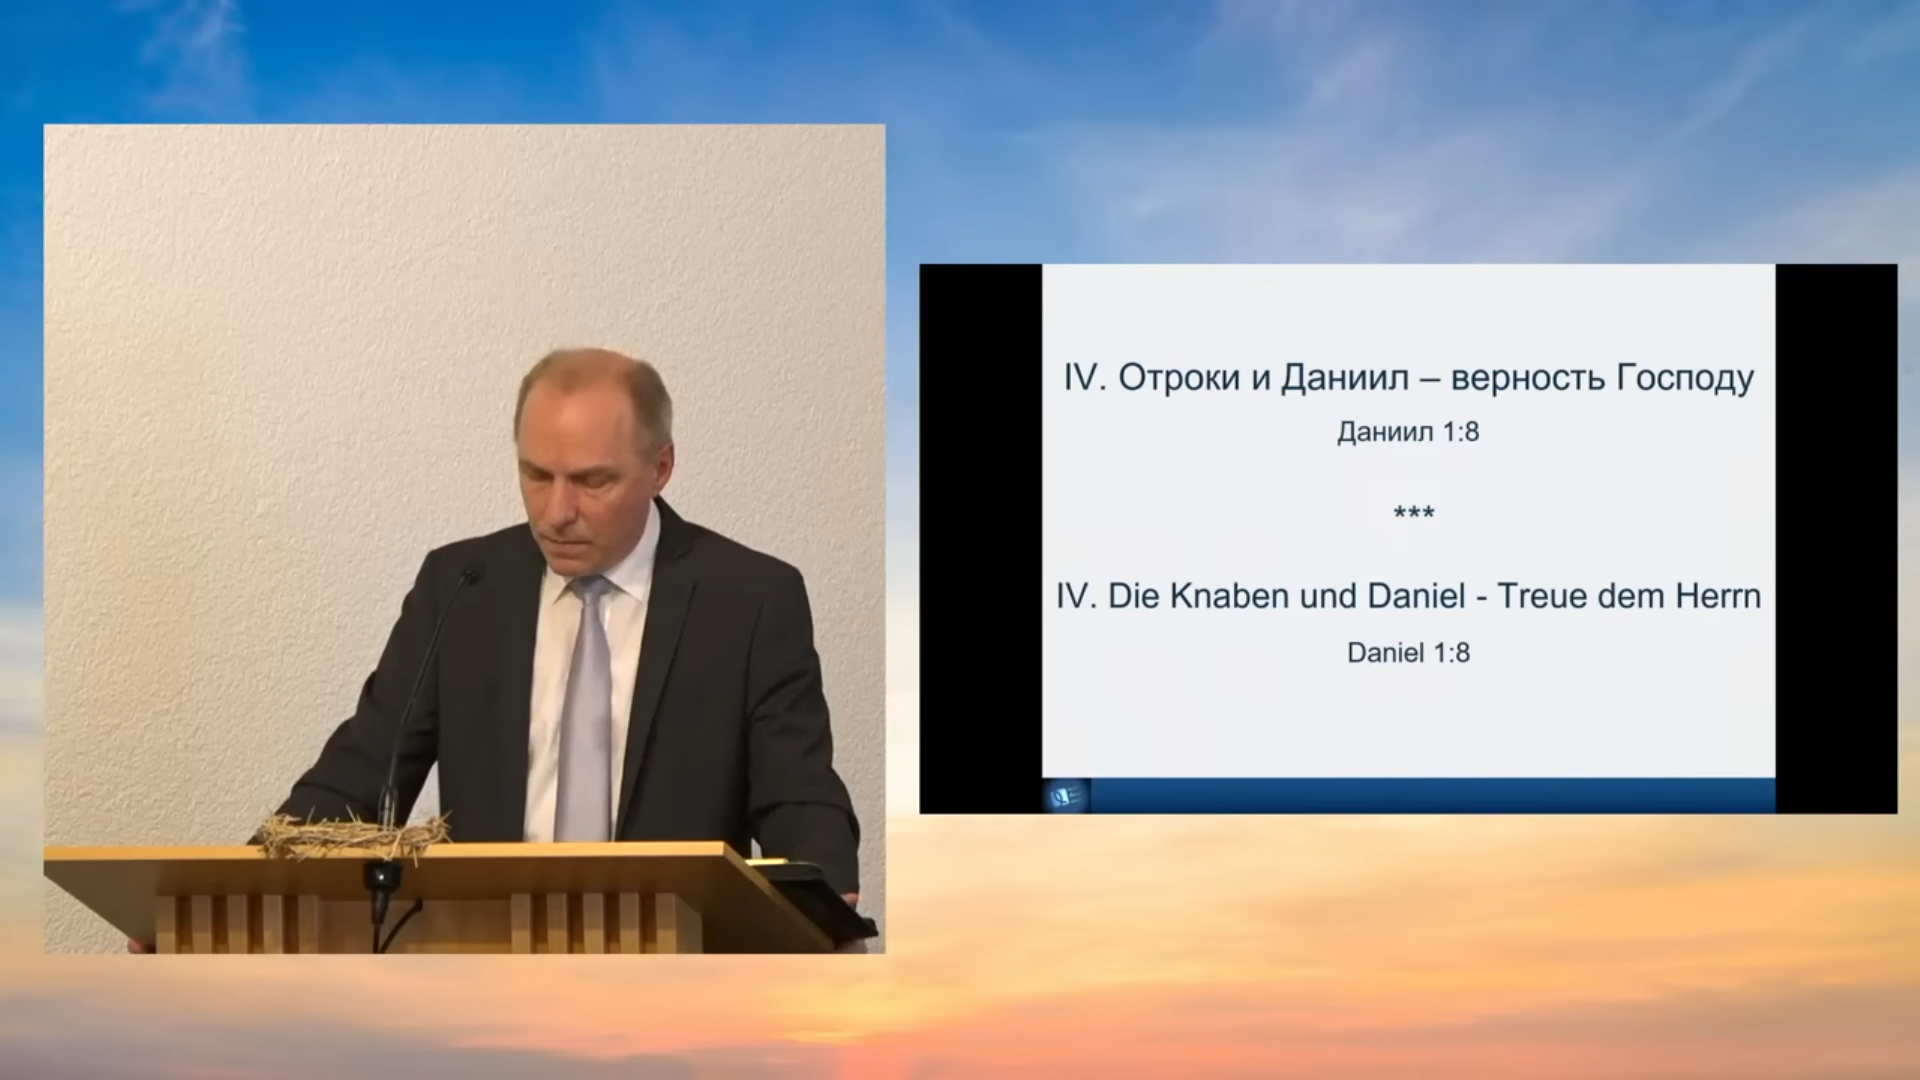 IV. Отроки и Даниил – верность Господу
Даниил 1:8
***
IV. Die Knaben und Daniel - Treue dem Herrn
Daniel 1:8